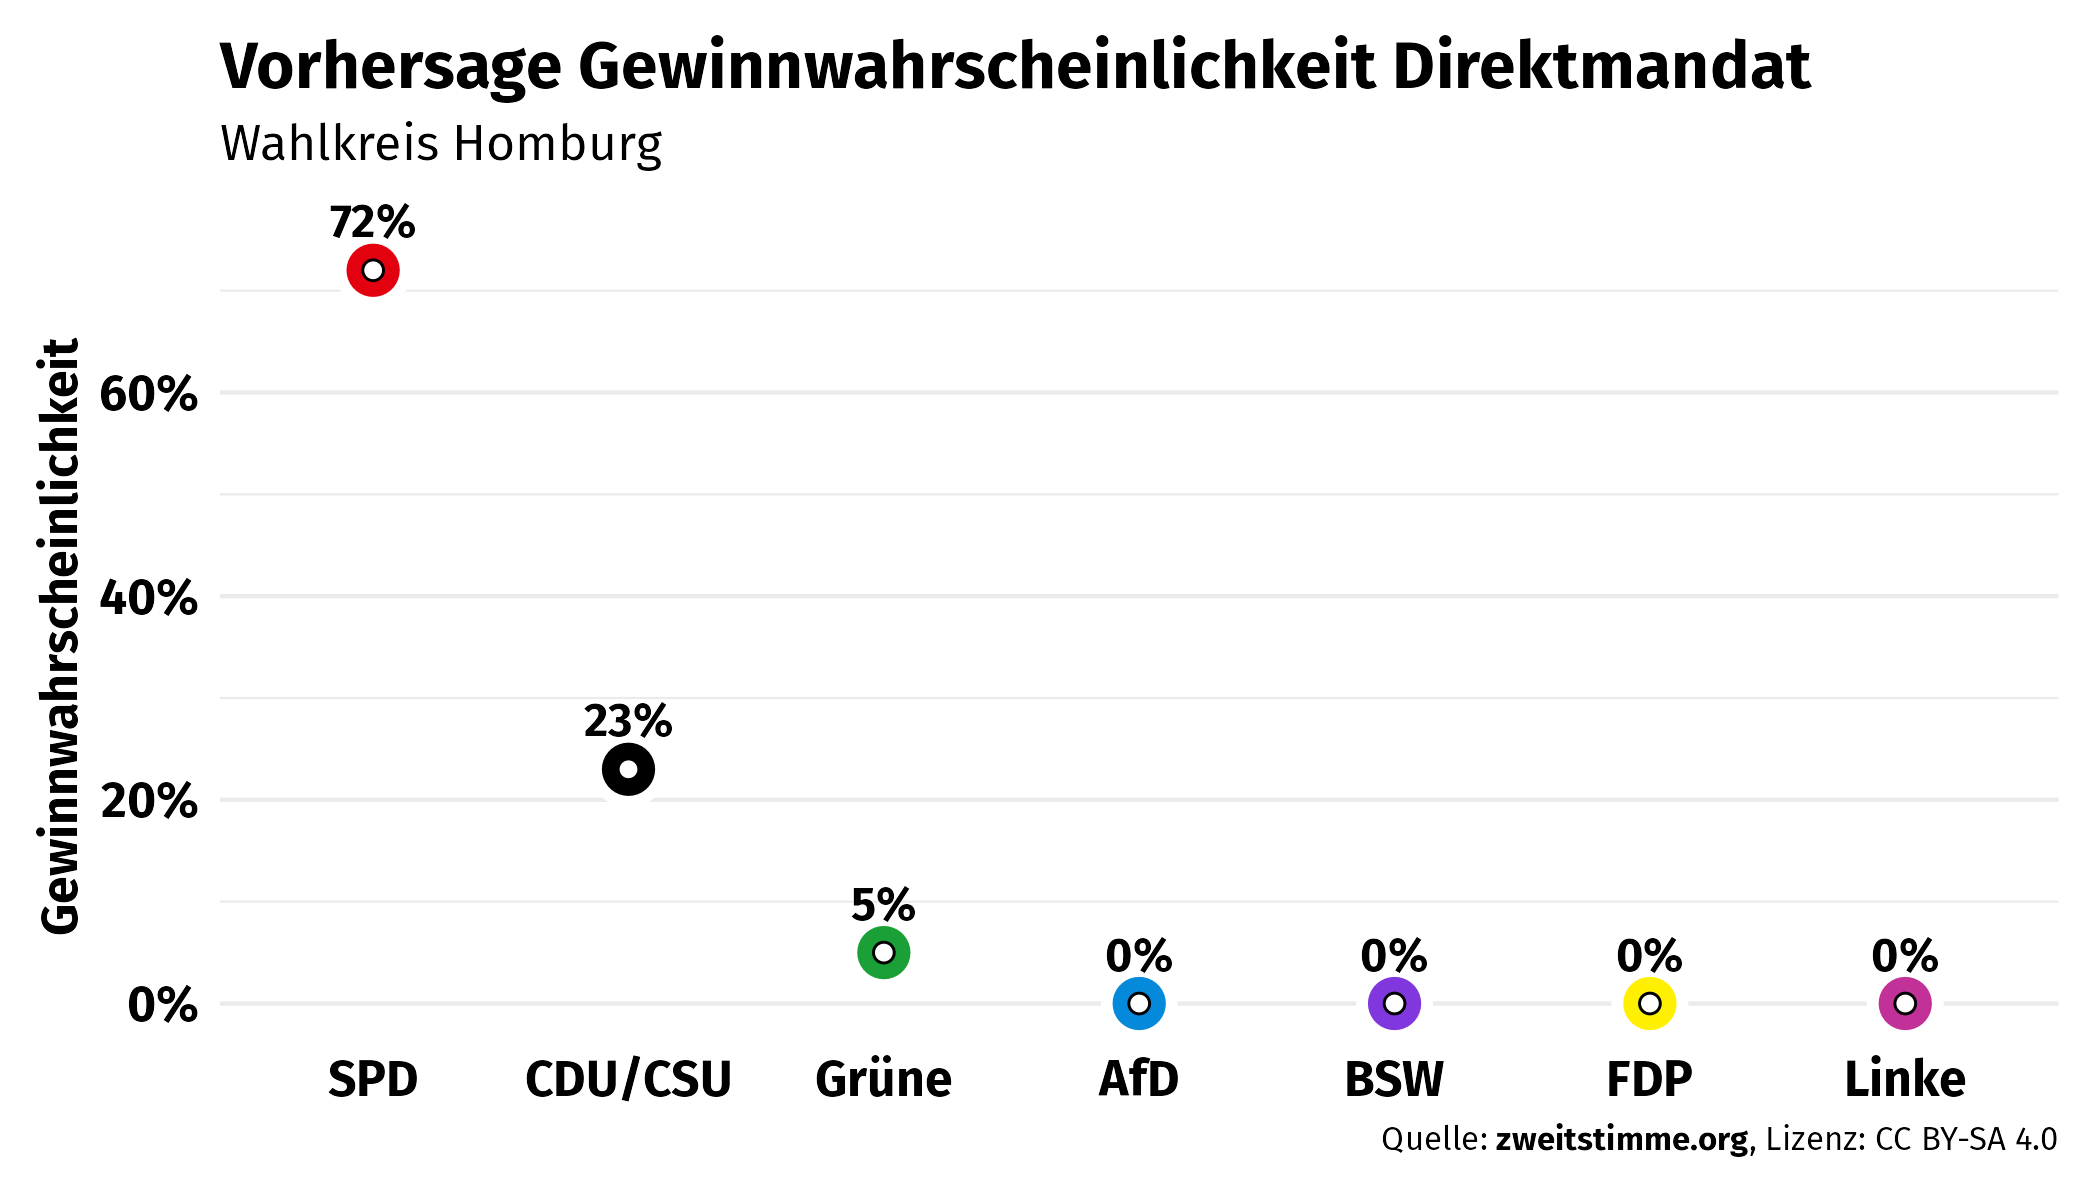 Vorhersage Gewinnwahrscheinlichkeit Direktmandat
Wahlkreis Homburg
Gewinnwahrscheinlichkeit
60%
40%
20%
0%
72%
23%
5%
0%
0%
0%
0%
SPD
CDU/CSU
Grüne
AfD
BSW
FDP
Linke
Quelle: zweitstimme.org, Lizenz: CC BY-SA 4.0